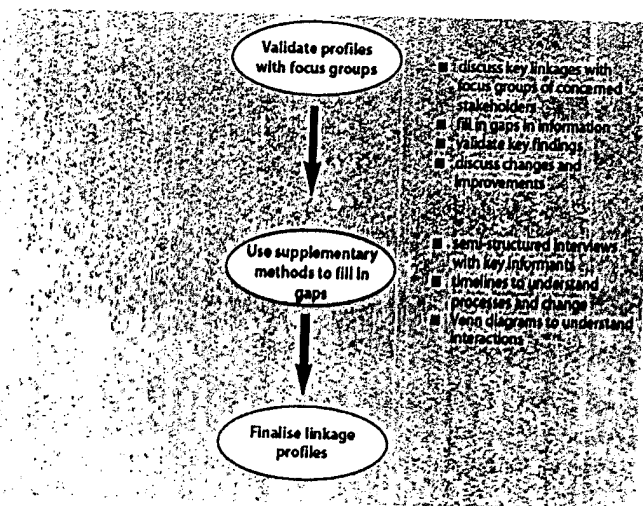 Validate profiles
with focus groups
discuss key linkages with
focus groups of concerned
stakeholders
fill in gaps in information
validate key findings
discuss changes and
improvements
Use supplementary
methods to fill in
gaps
semi-structured interviews
with key informants
timelines to understand
processes and change
Venn diagrams to understand
interactions
Finalise linkage
profiles